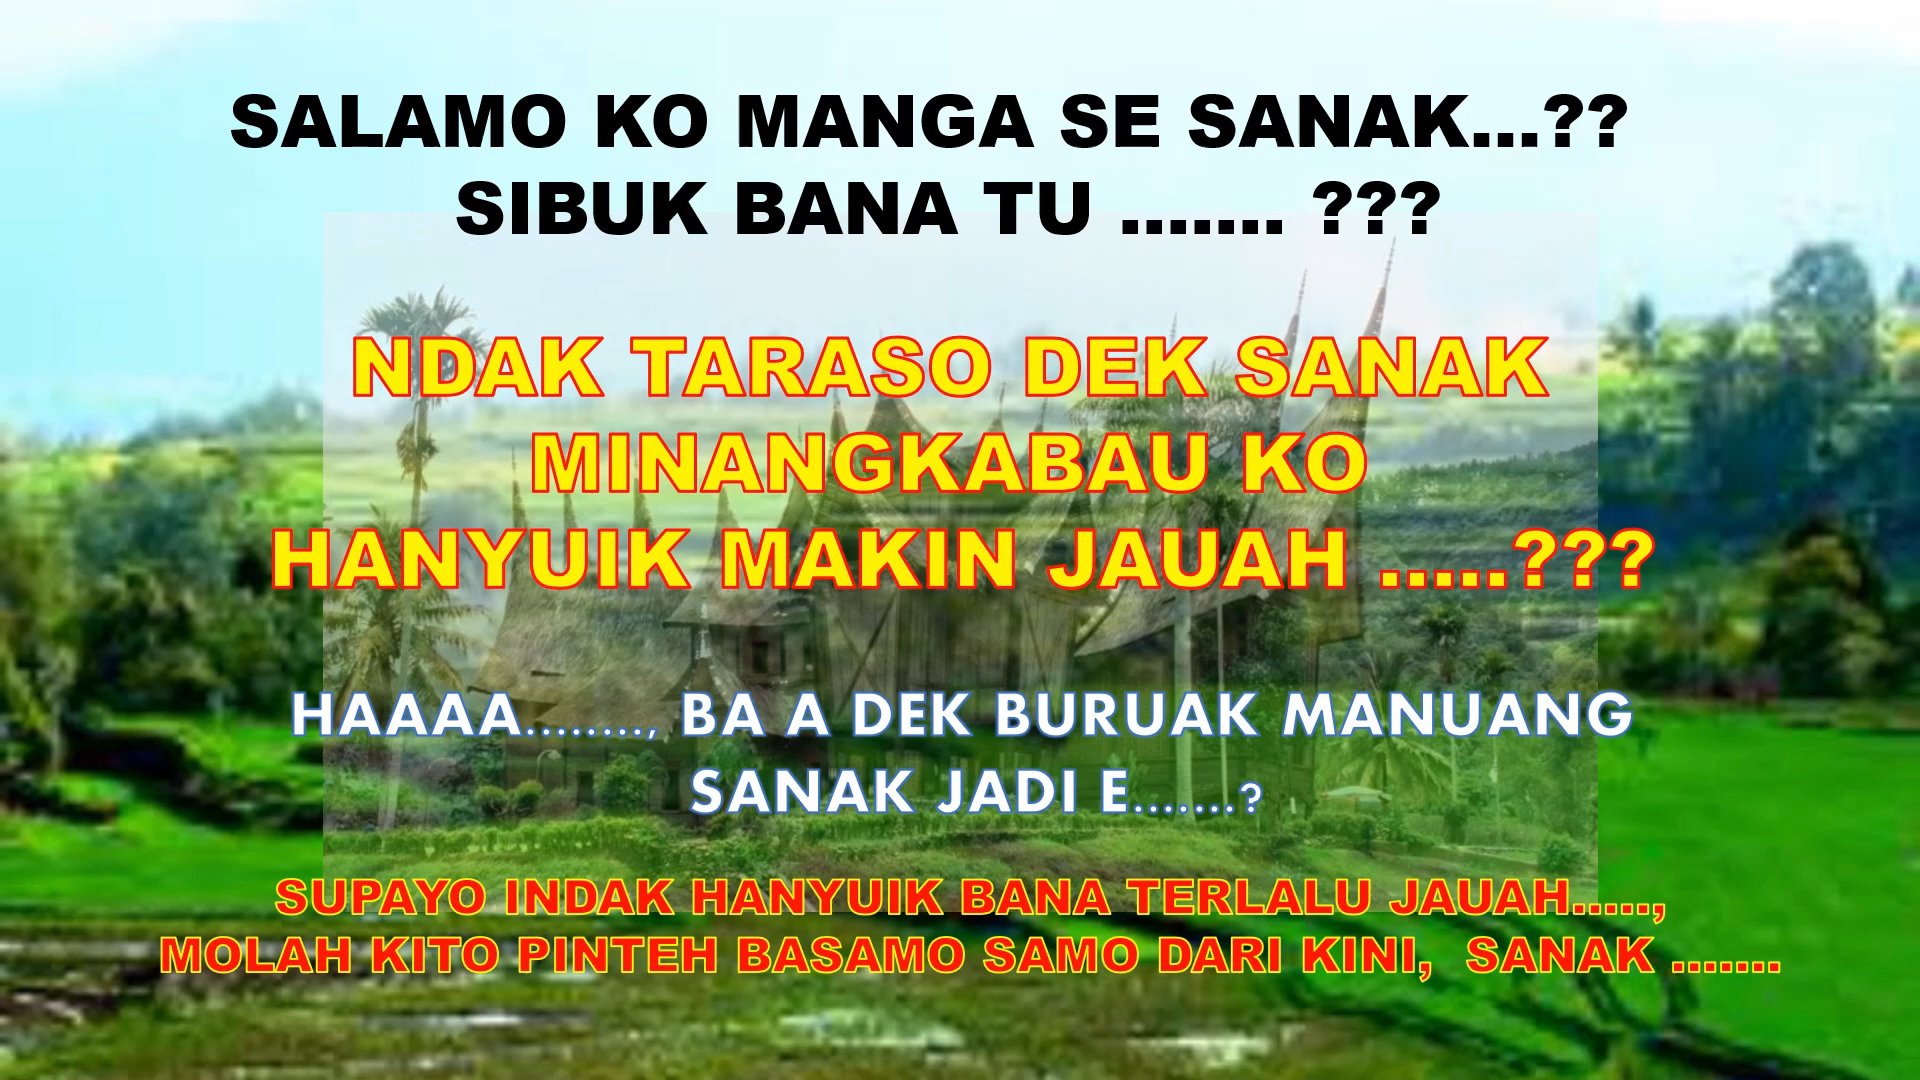 SALAMO KO MANGA SE SANAK...??
SIBUK BANA TU ....... ???
NDAK TARASO DEK SANAK
MINANGKABAU KO
HANYUIK MAKIN JAUAH .....???
HAAAA........, BA A DEK BURUAK MANUANG
SANAK JADI E.......?
SUPAYO INDAK HANYUIK BANA TERLALU JAUAH.....,
MOLAH KITO PINTEH BASAMO SAMO DARI KINI, SANAK .......